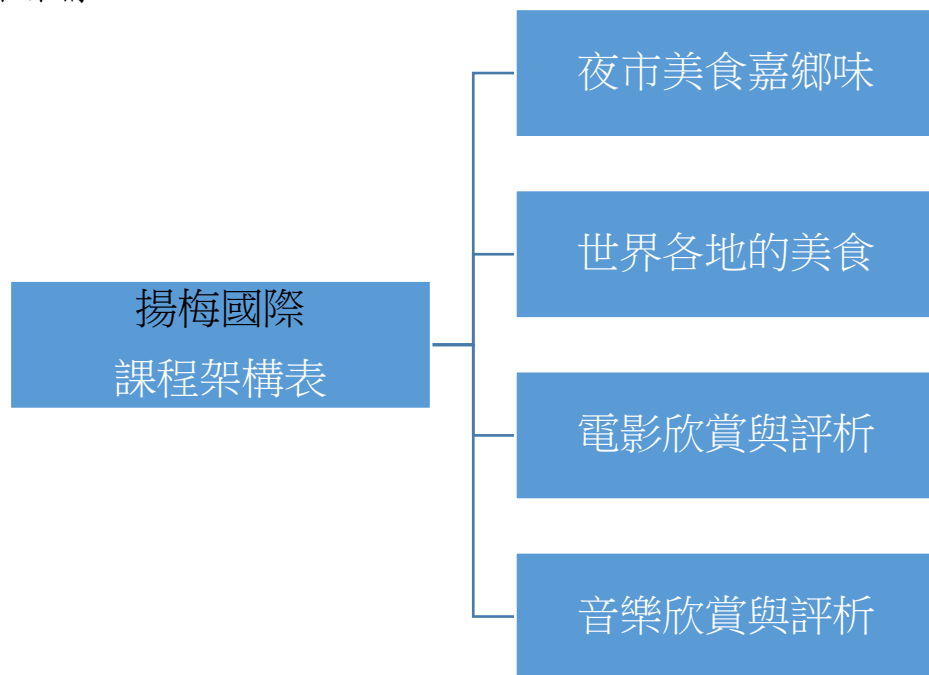 揚梅國際
課程架構表
夜市美食嘉鄉味
世界各地的美食
電影欣賞與評析
音樂欣賞與評析